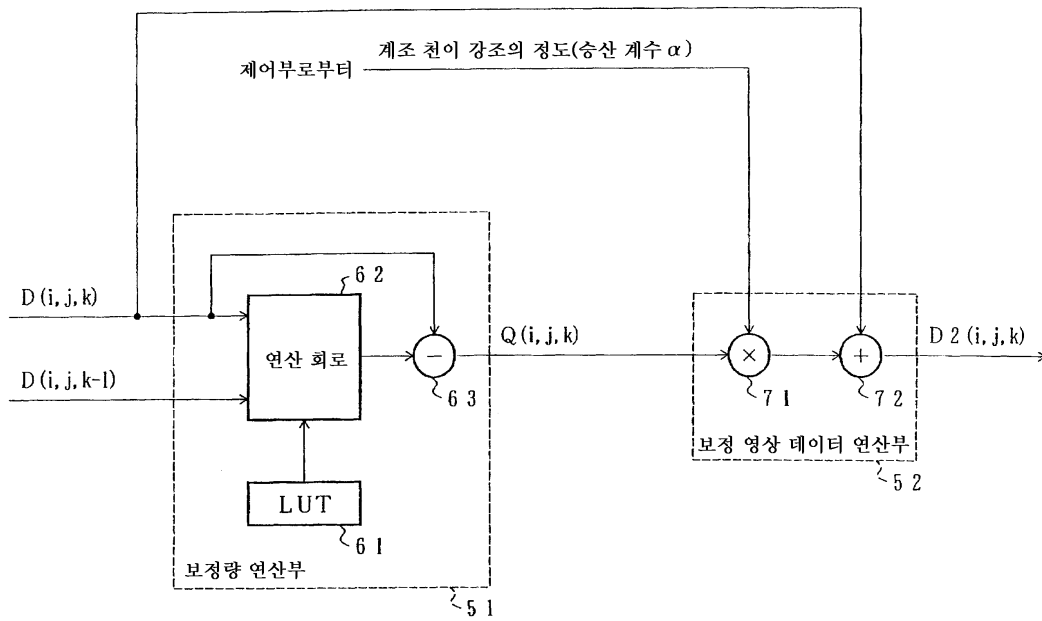 계조 천이 강조의 정도(승산 계수 α)
제어부로부터
6 2
D(i, j, k)
연산 회로
−
Q(i, j, k)
×
+
D 2(i, j, k)
D(i, j, k-1)
6 3
7 1
7 2
보정 영상 데이터 연산부
5 2
LUT
6 1
보정량 연산부
5 1